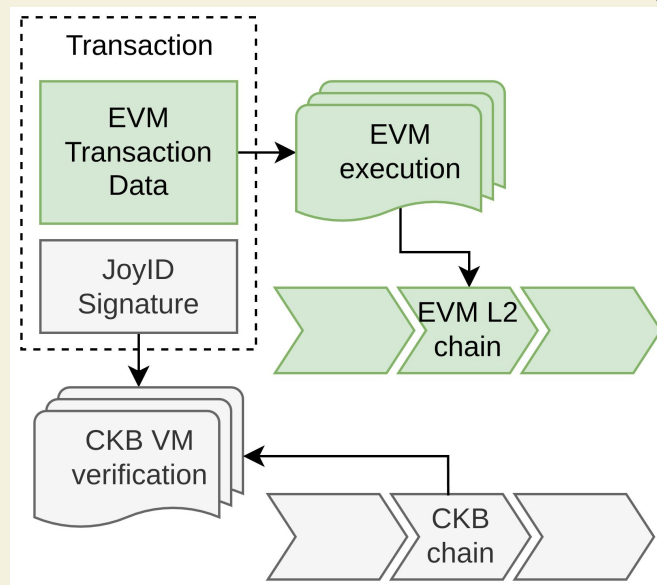 Transaction
EVM
Transaction
Data
EVM
execution
JoyID
Signature
EVM L2
chain
CKB VM
verification
CKB
chain